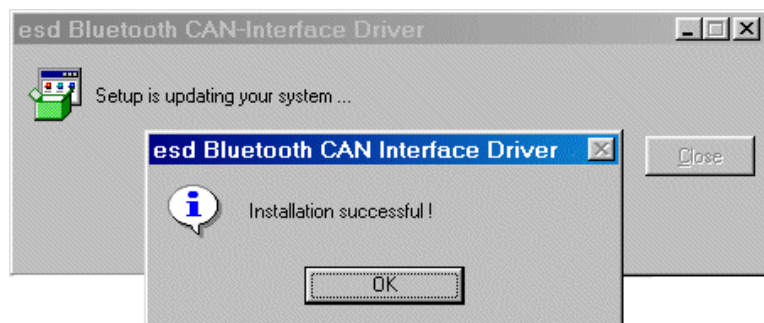 esd Bluetooth CAN-Interface Driver
Setup is updating your system ...
esd Bluetooth CAN Interface Driver
Close
Installation successful !
OK